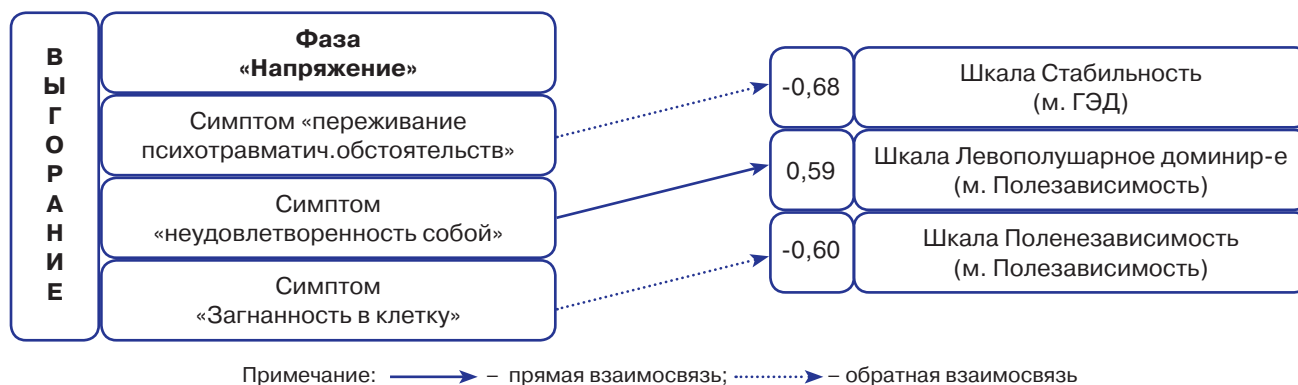 ВЫГОРАНИЕ
Фаза
«Напряжение»
Симптом «переживание
психотравматич.обстоятельств»
Симптом
«неудовлетворенность собой»
Симптом
«Загнанность в клетку»
-0,68
Шкала Стабильность
(м. ГЭД)
0,59
Шкала Левополушарное доминир-е
(м. Полезависимость)
-0,60
Шкала Поленезависимость
(м. Полезависимость)
Примечание: – прямая взаимосвязь; – обратная взаимосвязь